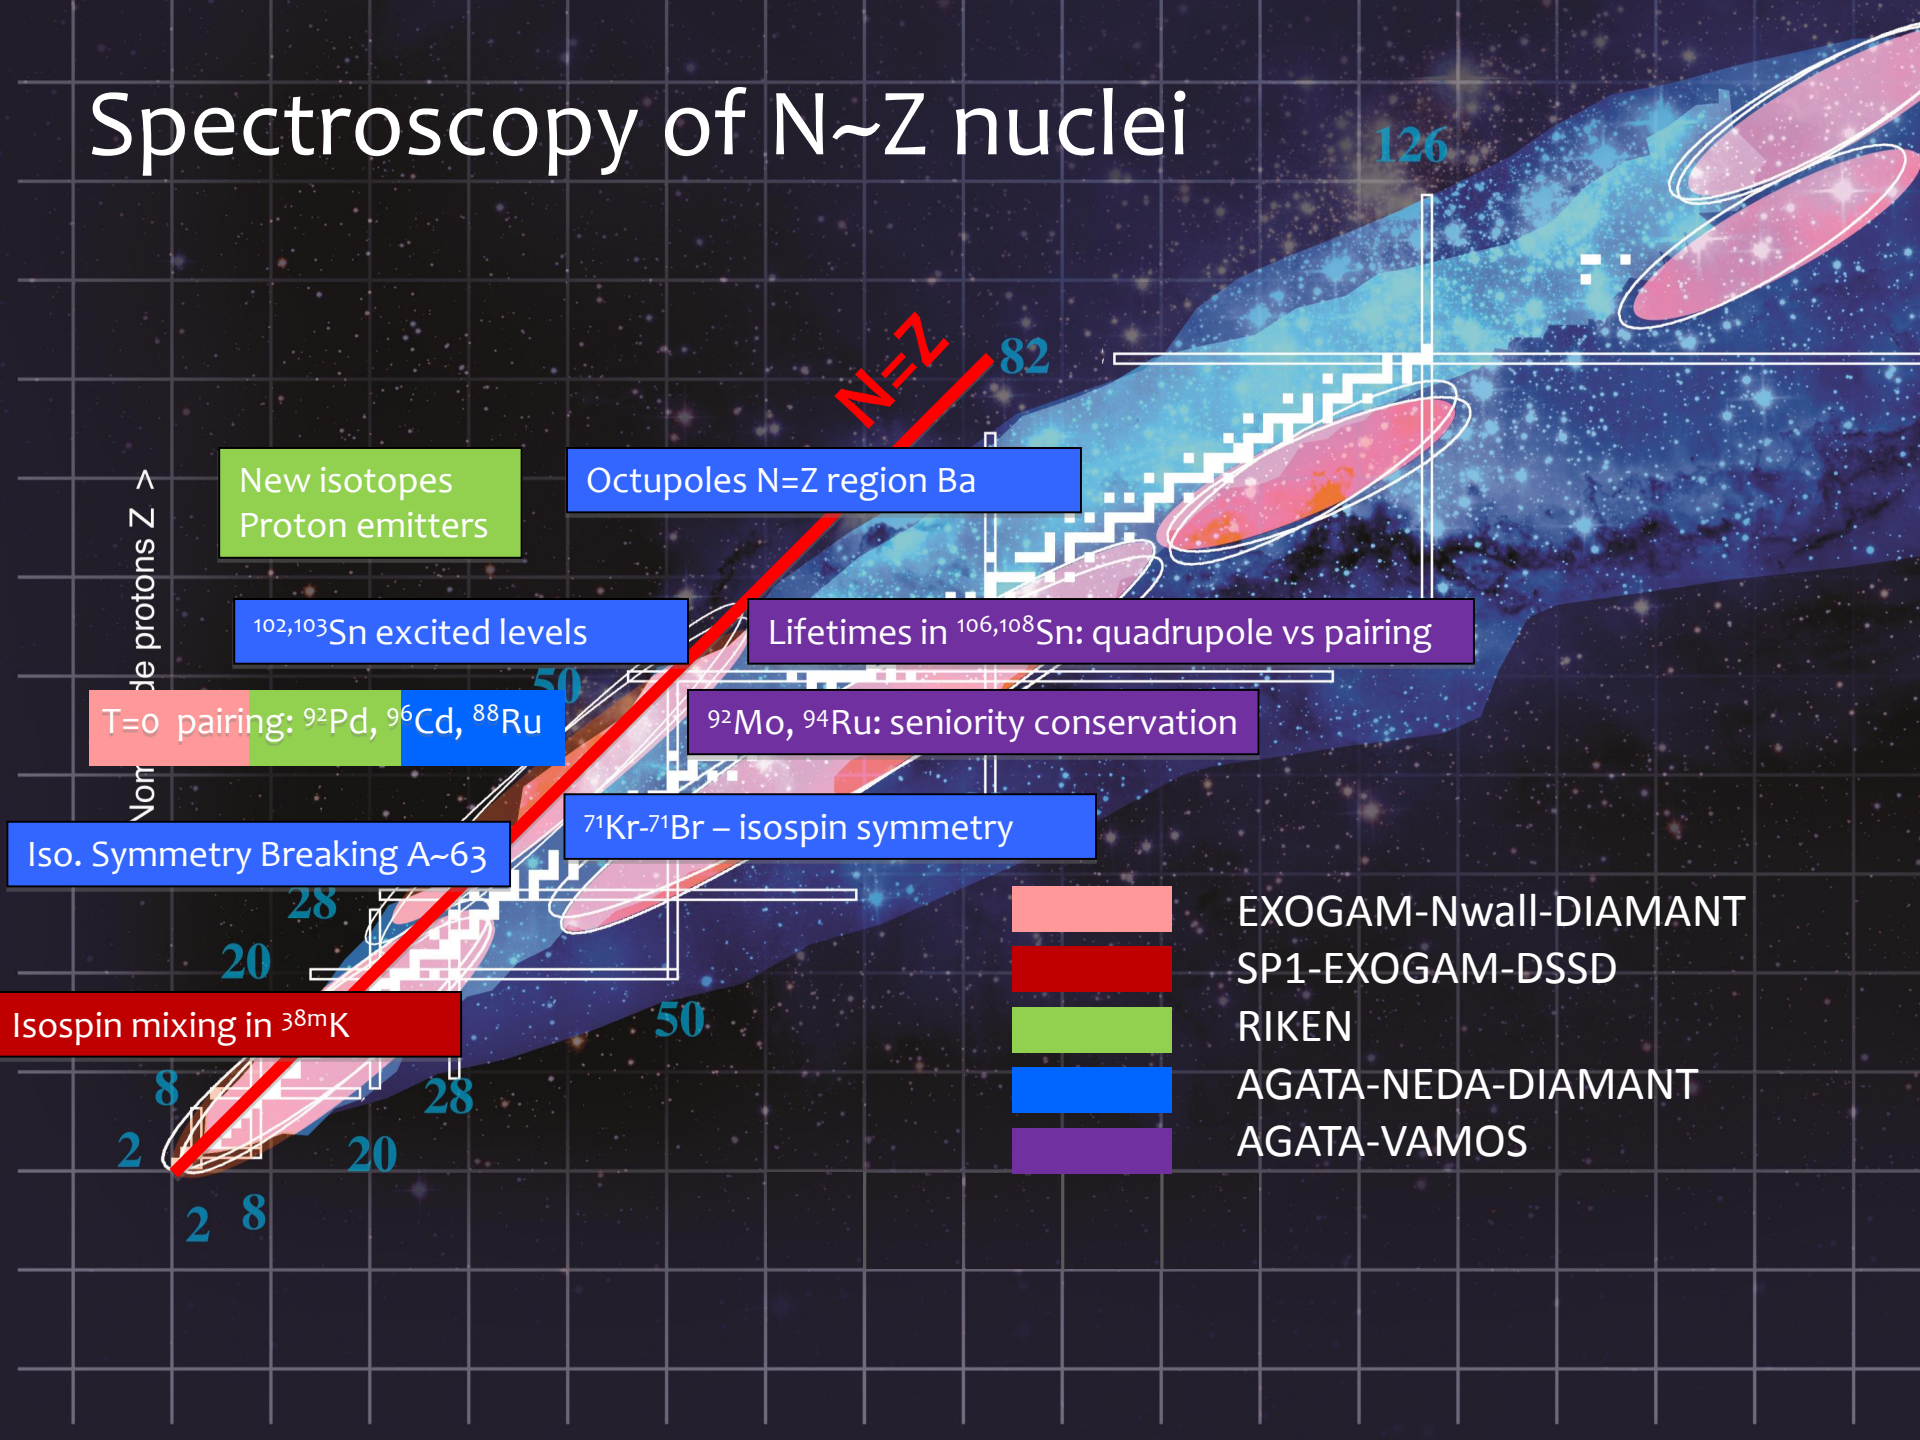 Spectroscopy of N~Z nuclei
126
N=Z
82
New isotopes
Proton emitters
Octupoles N=Z region Ba
de protons Z >
¹⁰²,¹⁰³Sn excited levels
Lifetimes in ¹⁰⁶,¹⁰⁸Sn: quadrupole vs pairing
50
T=0 pairing: ⁹²Pd, ⁹⁶Cd, ⁸⁸Ru
⁹²Mo, ⁹⁴Ru: seniority conservation
⁷¹Kr-⁷¹Br – isospin symmetry
Iso. Symmetry Breaking A~63
28
20
Isospin mixing in ³⁸ᵐK
50
8
28
2
20
2
8
EXOGAM-Nwall-DIAMANT
SP1-EXOGAM-DSSD
RIKEN
AGATA-NEDA-DIAMANT
AGATA-VAMOS